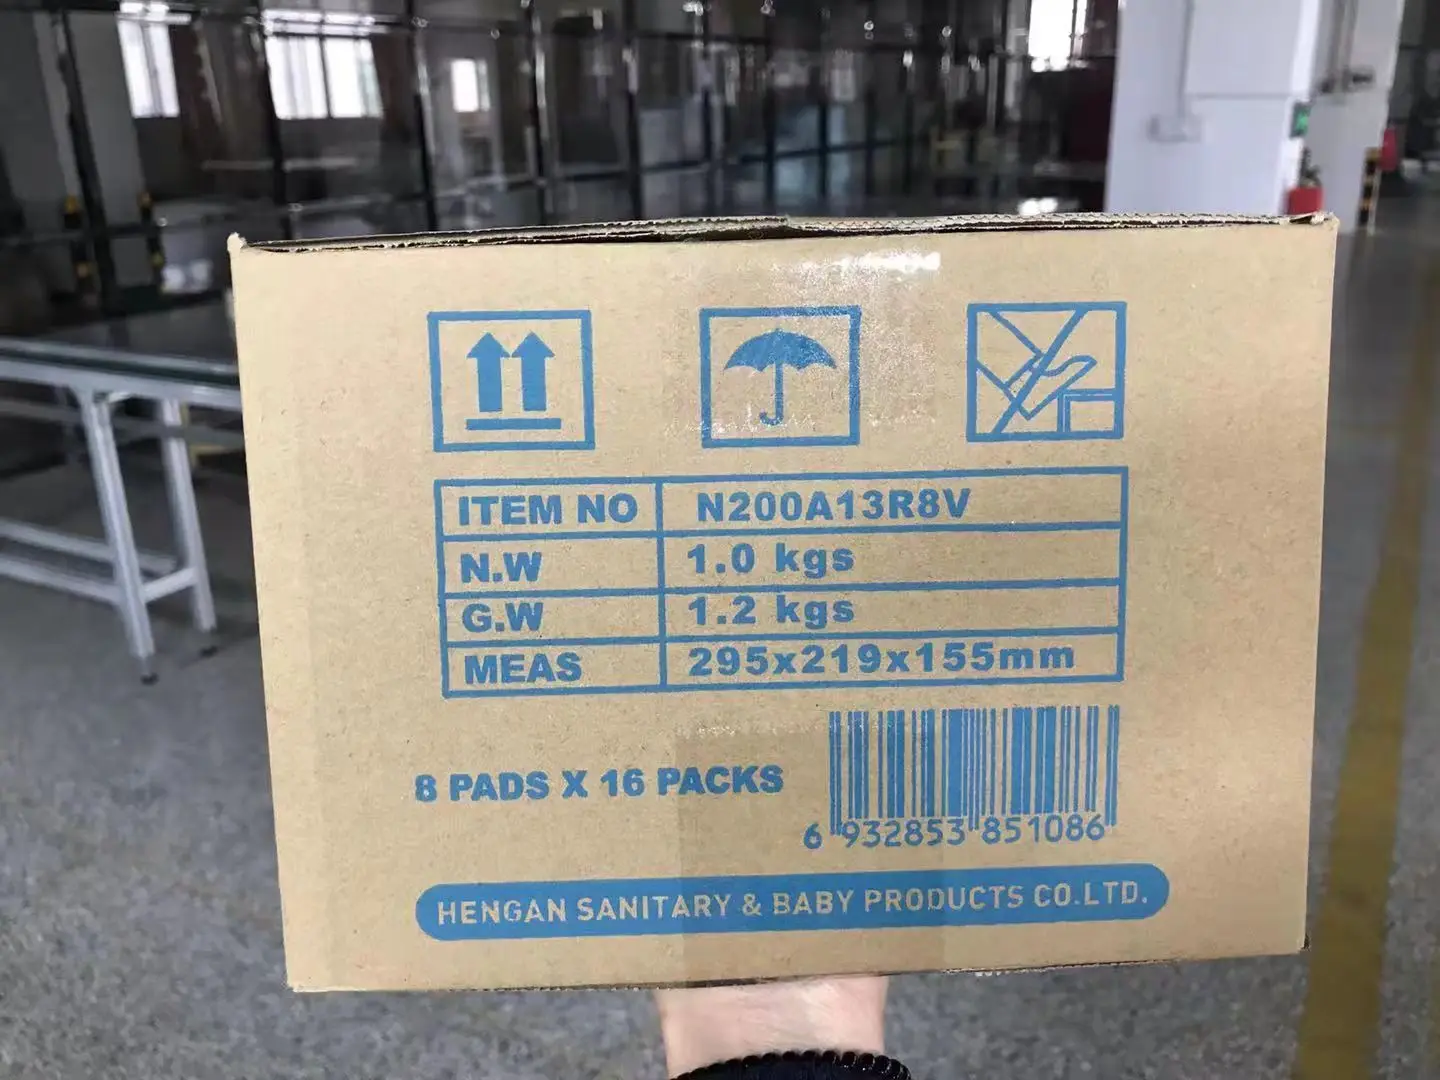 ITEM NO N200A13R8V
N.W 1.0 kgs
G.W 1.2 kgs
MEAS 295x219x155mm
8 PADS X 16 PACKS
6 932853 851086
HENGAN SANITARY & BABY PRODUCTS CO.LTD.